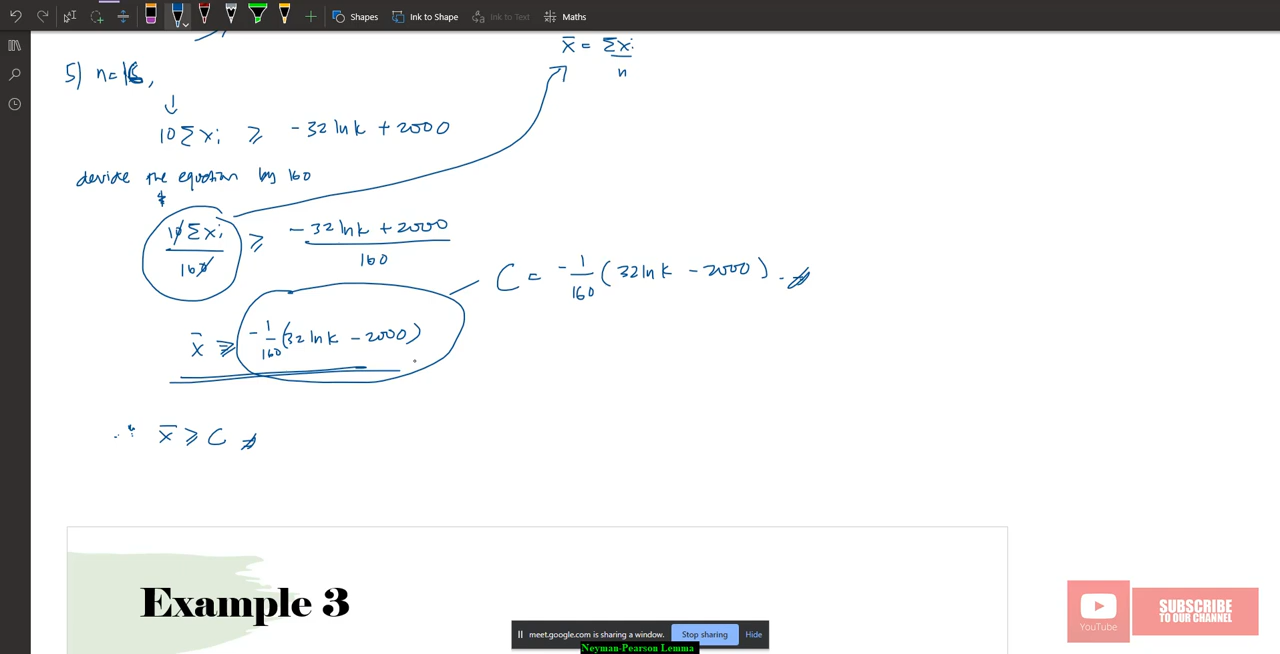 Shapes Ink to Shape Ink to Text Maths
x̄ = Σxi
n
5) n=16,
↓
10 Σxi ≥ -32 ln k + 2000
devide the equation by 160
10 Σxi ≥ -32 ln k + 2000
160 160
C = -1/160 (32 ln k - 2000)
x̄ ≥ -1/160 (32 ln k - 2000)
∴ x̄ ≥ C
Example 3
YouTube
SUBSCRIBE
TO OUR CHANNEL
meet.google.com is sharing a window. Stop sharing Hide
Neyman-Pearson Lemma